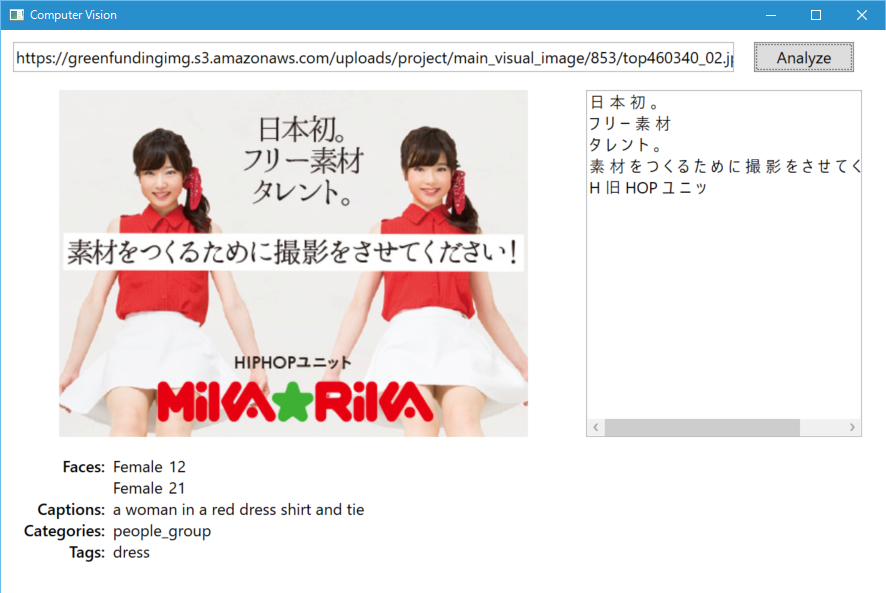 Computer Vision
https://greenfundingimg.s3.amazonaws.com/uploads/project/main_visual_image/853/top460340_02.jp
Analyze
日本初。
フリー素材
タレント。
素材をつくるために撮影をさせてください!
HIPHOPユニット
MIKA★RIKA
日 本 初 。
フリー素 材
タレント 。
素 材 を つ く る た め に 撮 影 を さ せ て く
H 旧 HOP ユ ニ ッ
Faces: Female 12
Female 21
Captions: a woman in a red dress shirt and tie
Categories: people_group
Tags: dress